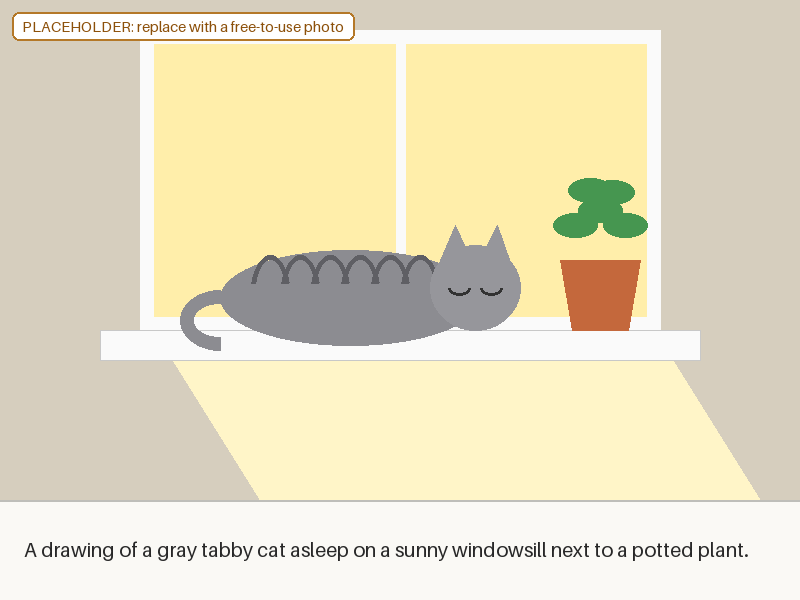 PLACEHOLDER: replace with a free-to-use photo
A drawing of a gray tabby cat asleep on a sunny windowsill next to a potted plant.